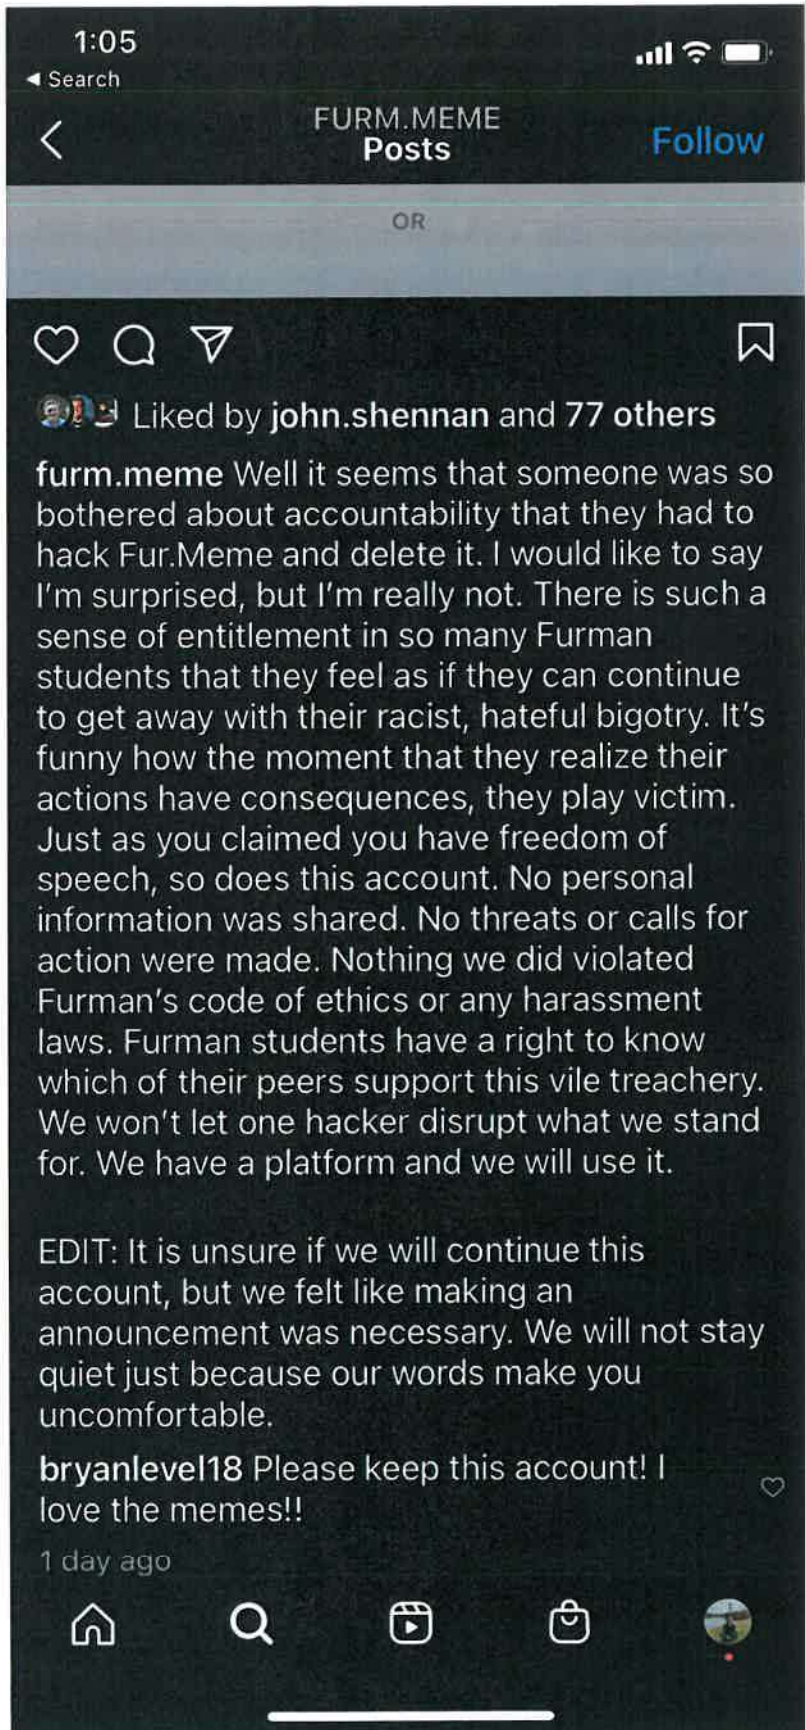 1:05
Search
FURM.MEME
Posts
Follow
OR
Liked by john.shennan and 77 others
furm.meme Well it seems that someone was so
bothered about accountability that they had to
hack Fur.Meme and delete it. I would like to say
I'm surprised, but I'm really not. There is such a
sense of entitlement in so many Furman
students that they feel as if they can continue
to get away with their racist, hateful bigotry. It's
funny how the moment that they realize their
actions have consequences, they play victim.
Just as you claimed you have freedom of
speech, so does this account. No personal
information was shared. No threats or calls for
action were made. Nothing we did violated
Furman's code of ethics or any harassment
laws. Furman students have a right to know
which of their peers support this vile treachery.
We won't let one hacker disrupt what we stand
for. We have a platform and we will use it.
EDIT: It is unsure if we will continue this
account, but we felt like making an
announcement was necessary. We will not stay
quiet just because our words make you
uncomfortable.
bryanlevel18 Please keep this account! I
love the memes!!
1 day ago